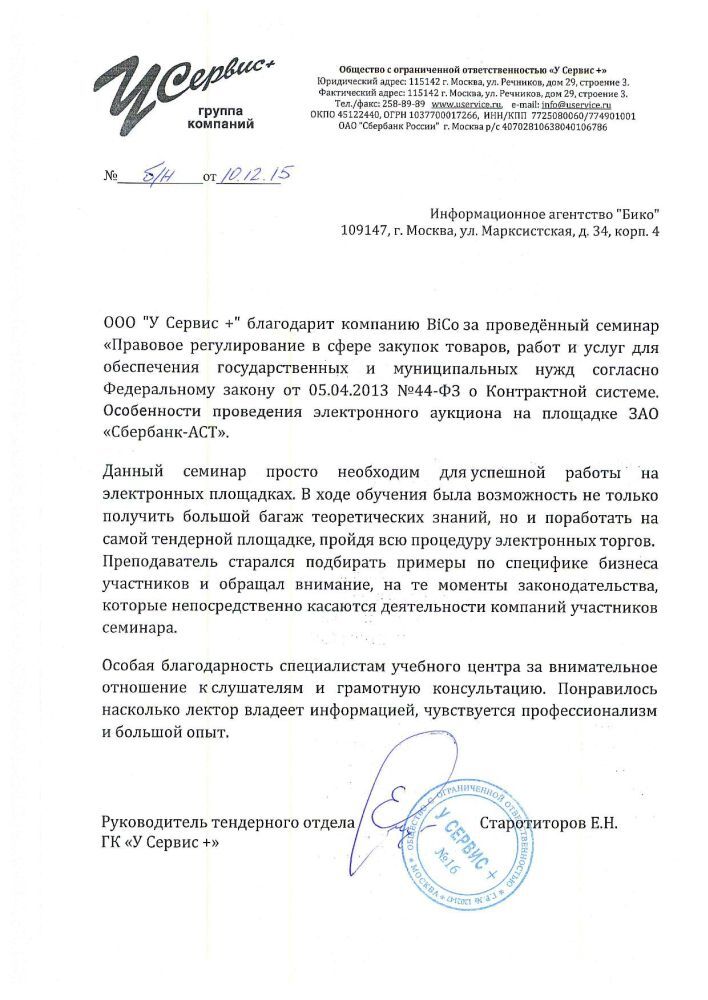 У Сервис+
группа
компаний
Общество с ограниченной ответственностью «У Сервис +»
Юридический адрес: 115142 г. Москва, ул. Речников, дом 29, строение 3.
Фактический адрес: 115142 г. Москва, ул. Речников, дом 29, строение 3.
Тел./факс: 258-89-89 www.uservice.ru, e-mail: info@uservice.ru
ОКПО 45122440, ОГРН 1037700017266, ИНН/КПП 7725080060/774901001
ОАО "Сбербанк России" г. Москва р/с 40702810638040106786
№ б/н от 10.12.15
Информационное агентство "Бико"
109147, г. Москва, ул. Марксистская, д. 34, корп. 4
ООО "У Сервис +" благодарит компанию BiCo за проведённый семинар
«Правовое регулирование в сфере закупок товаров, работ и услуг для
обеспечения государственных и муниципальных нужд согласно
Федеральному закону от 05.04.2013 №44-ФЗ о Контрактной системе.
Особенности проведения электронного аукциона на площадке ЗАО
«Сбербанк-АСТ».
Данный семинар просто необходим для успешной работы на
электронных площадках. В ходе обучения была возможность не только
получить большой багаж теоретических знаний, но и поработать на
самой тендерной площадке, пройдя всю процедуру электронных торгов.
Преподаватель старался подбирать примеры по специфике бизнеса
участников и обращал внимание, на те моменты законодательства,
которые непосредственно касаются деятельности компаний участников
семинара.
Особая благодарность специалистам учебного центра за внимательное
отношение к слушателям и грамотную консультацию. Понравилось
насколько лектор владеет информацией, чувствуется профессионализм
и большой опыт.
Руководитель тендерного отдела Старотиторов Е.Н.
ГК «У Сервис +»
ОБЩЕСТВО С ОГРАНИЧЕННОЙ ОТВЕТСТВЕННОСТЬЮ
У СЕРВИС +
№16
* МОСКВА *